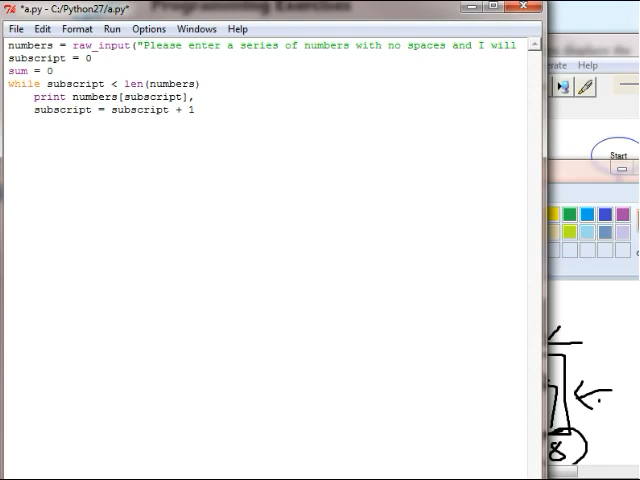 Programming Exercises
*a.py - C:/Python27/a.py*
File Edit Format Run Options Windows Help
numbers = raw_input("Please enter a series of numbers with no spaces and I will
subscript = 0
sum = 0
while subscript < len(numbers)
    print numbers[subscript],
    subscript = subscript + 1
displays the
erate Help
Start
8